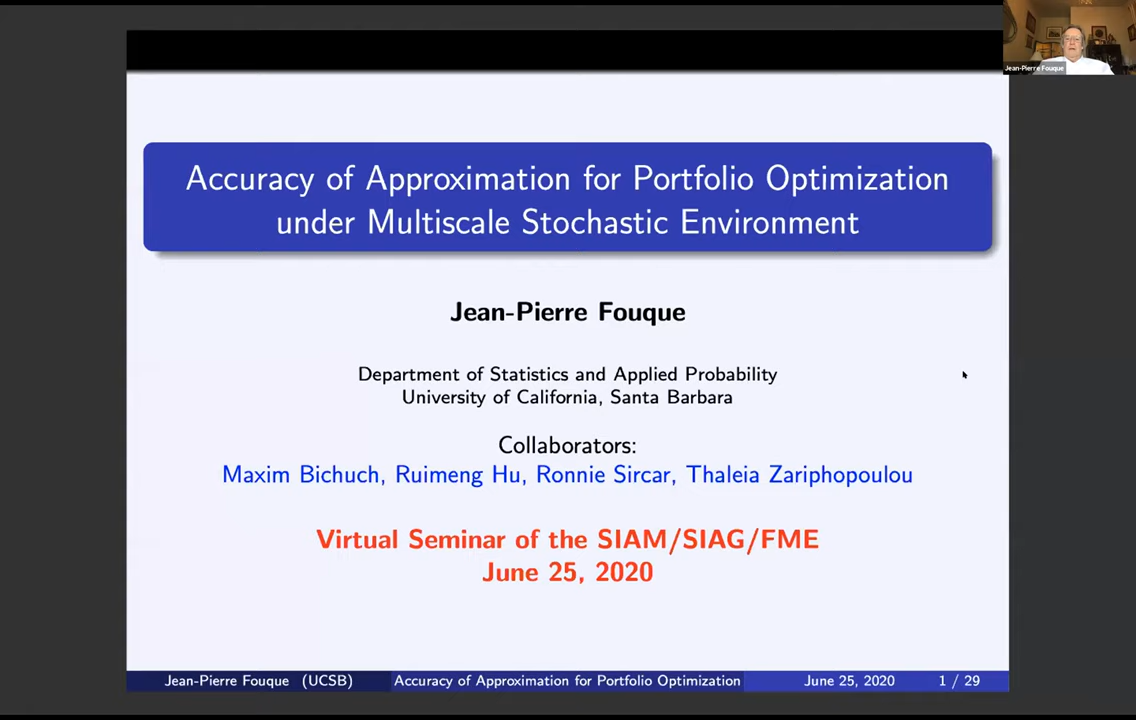 Jean-Pierre Fouque
Accuracy of Approximation for Portfolio Optimization
under Multiscale Stochastic Environment
Jean-Pierre Fouque
Department of Statistics and Applied Probability
University of California, Santa Barbara
Collaborators:
Maxim Bichuch, Ruimeng Hu, Ronnie Sircar, Thaleia Zariphopoulou
Virtual Seminar of the SIAM/SIAG/FME
June 25, 2020
Jean-Pierre Fouque (UCSB) Accuracy of Approximation for Portfolio Optimization June 25, 2020 1 / 29